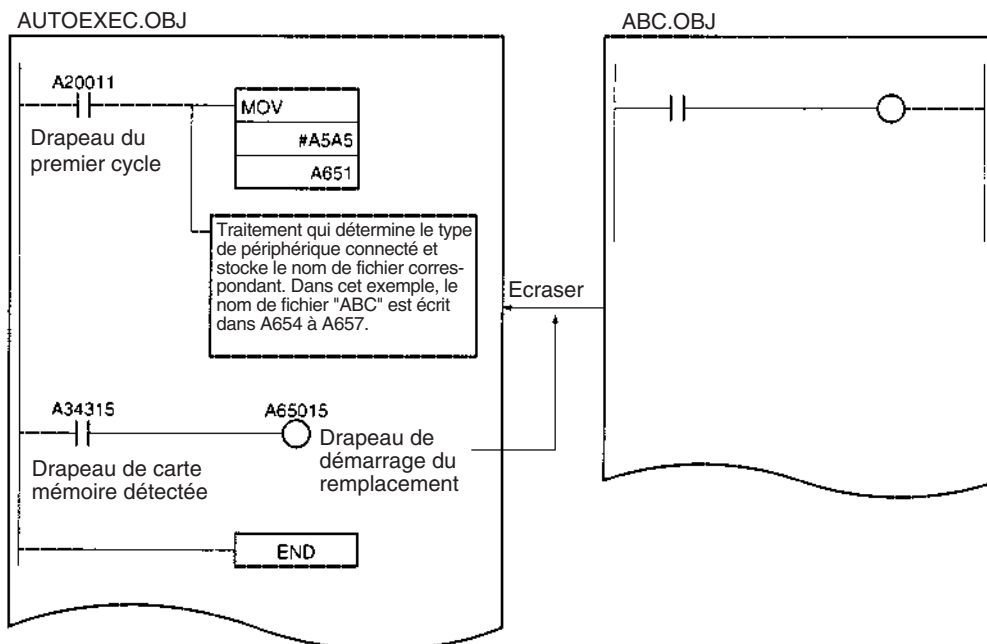 AUTOEXEC.OBJ
A20011
Drapeau du
premier cycle
MOV
#A5A5
A651
Traitement qui détermine le type
de périphérique connecté et
stocke le nom de fichier corres-
pondant. Dans cet exemple, le
nom de fichier "ABC" est écrit
dans A654 à A657.
A34315
Drapeau de carte
mémoire détectée
A65015
Drapeau de
démarrage du
remplacement
END
Ecraser
ABC.OBJ